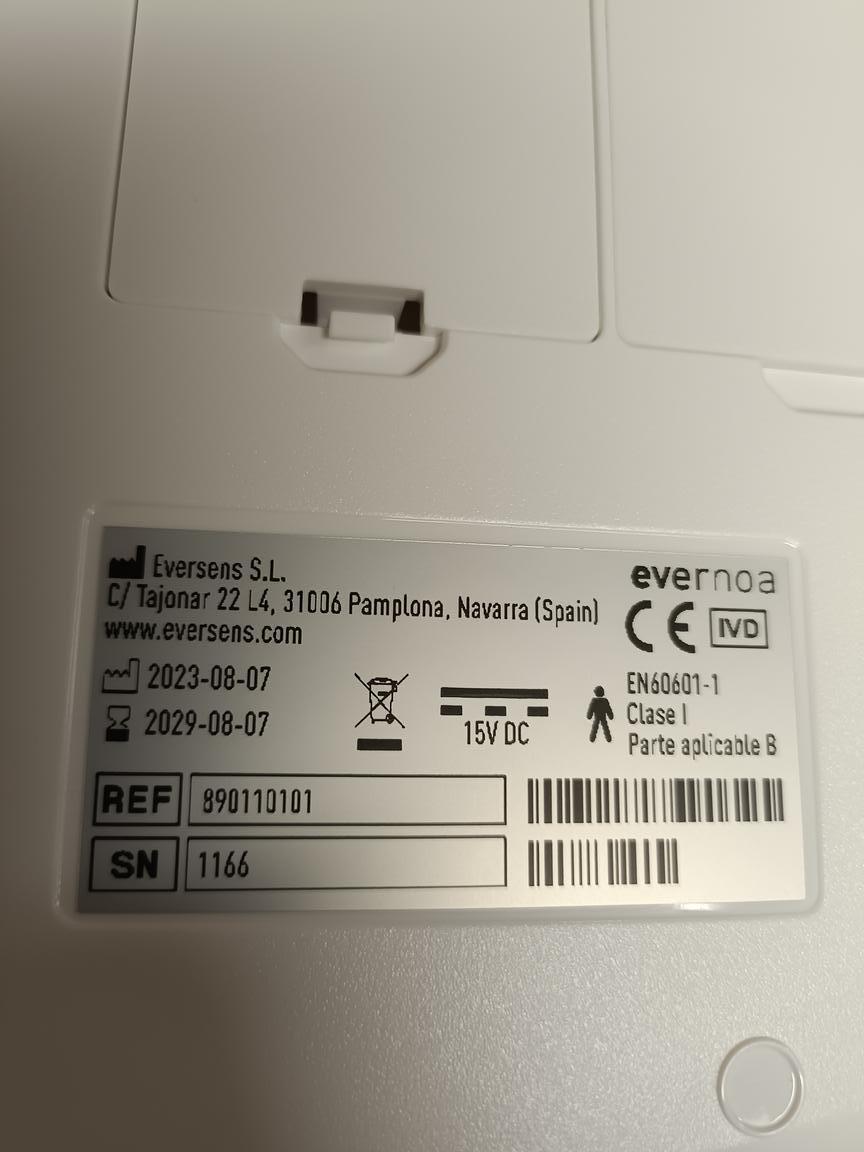 Eversens S.L.
C/ Tajonar 22 L4, 31006 Pamplona, Navarra (Spain)
www.eversens.com
evernoa
CE IVD
2023-08-07
2029-08-07
15V DC
EN60601-1
Clase I
Parte aplicable B
REF 890110101
SN 1166